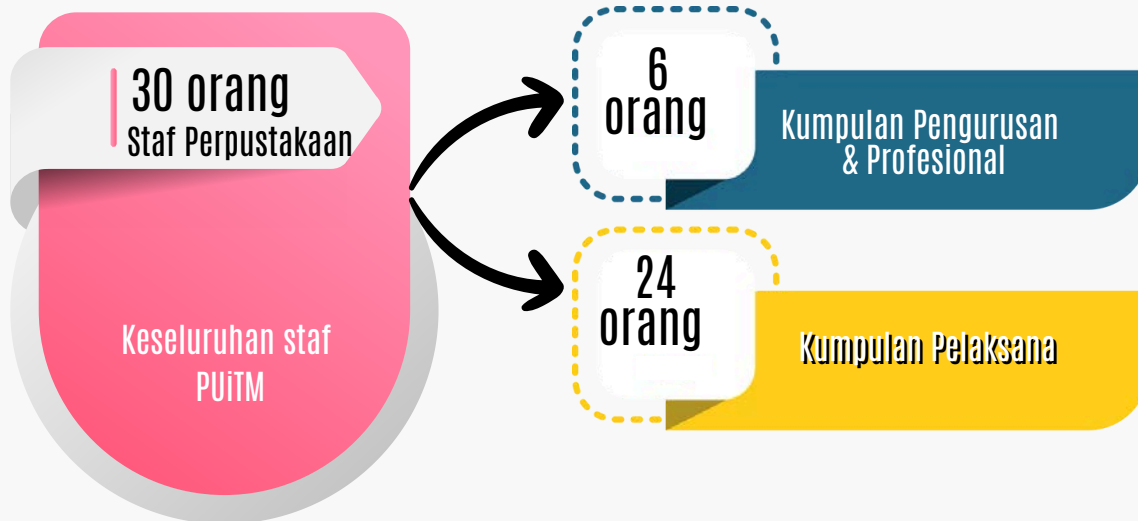 30 orang
Staf Perpustakaan
Keseluruhan staf
PUiTM
6
orang
Kumpulan Pengurusan
& Profesional
24
orang
Kumpulan Pelaksana